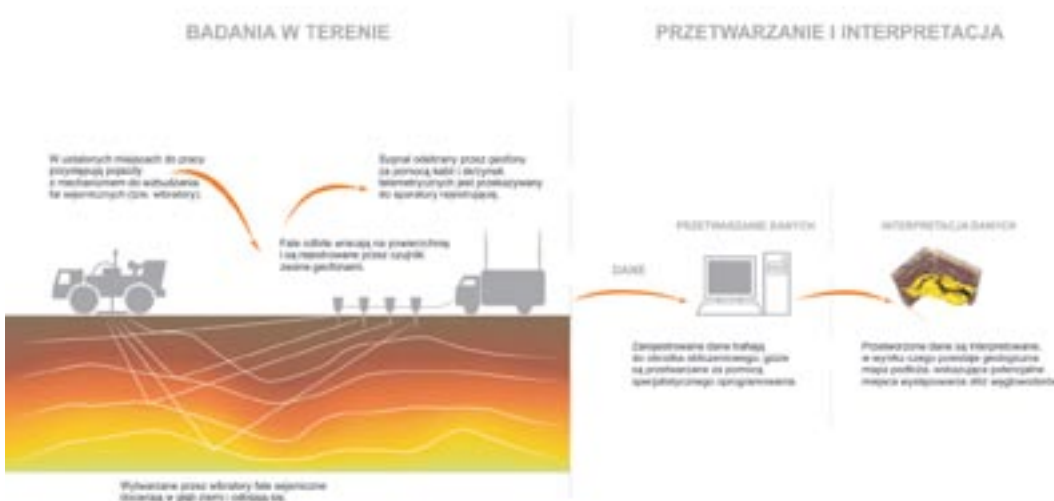 BADANIA W TERENIE
PRZETWARZANIE I INTERPRETACJA
W ustalonych miejscach do pracy
przystępują pojazdy
z mechanizmem do wzbudzania
fal sejsmicznych (tzw. wibratory).
Sygnał odebrany przez geofony
za pomocą kabli i skrzynek
telemetrycznych jest przekazywany
do aparatury rejestrującej.
Fale odbite wracają na powierzchnię
i są rejestrowane przez czujniki
zwane geofonami.
Wytwarzane przez wibratory fale sejsmiczne
docierają w głąb ziemi i odbijają się
DANE
PRZETWARZANIE DANYCH
Zarejestrowane dane trafiają
do ośrodka obliczeniowego, gdzie
są przetwarzane za pomocą
specjalistycznego oprogramowania.
INTERPRETACJA DANYCH
Przetworzone dane są interpretowane,
w wyniku czego powstaje geologiczna
mapa podłoża, wskazująca potencjalne
miejsca występowania złóż węglowodorów